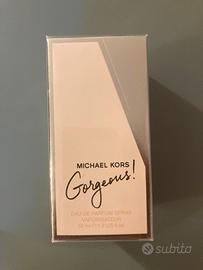 MICHAEL KORS
Gorgeous!
EAU DE PARFUM SPRAY
VAPORISATEUR
subito